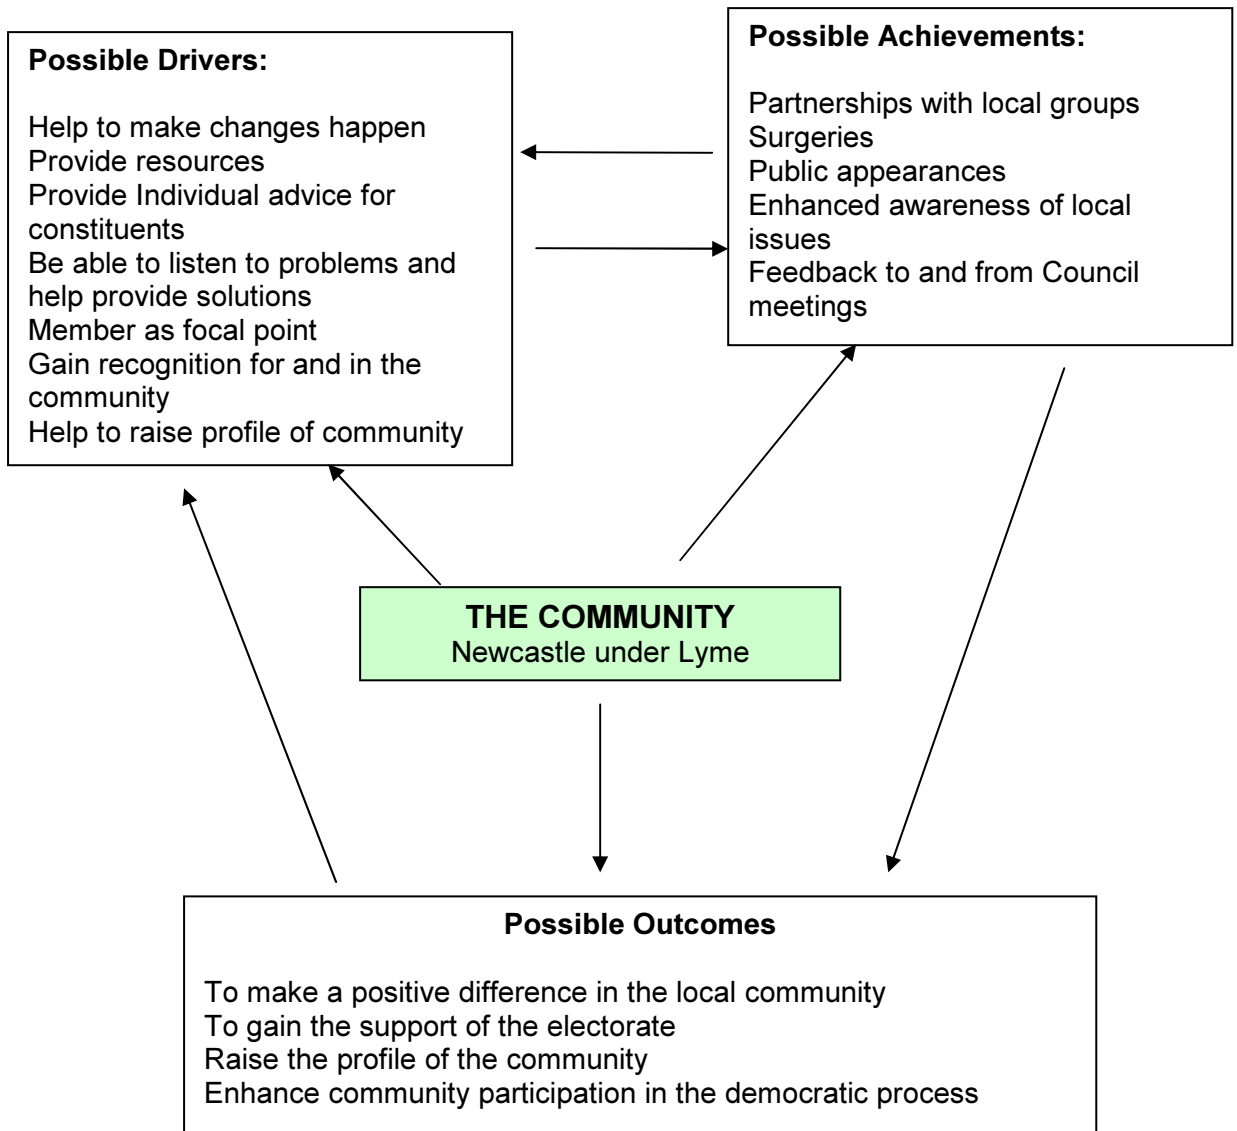 Possible Drivers:
Help to make changes happen
Provide resources
Provide Individual advice for
constituents
Be able to listen to problems and
help provide solutions
Member as focal point
Gain recognition for and in the
community
Help to raise profile of community
Possible Achievements:
Partnerships with local groups
Surgeries
Public appearances
Enhanced awareness of local
issues
Feedback to and from Council
meetings
THE COMMUNITY
Newcastle under Lyme
Possible Outcomes
To make a positive difference in the local community
To gain the support of the electorate
Raise the profile of the community
Enhance community participation in the democratic process